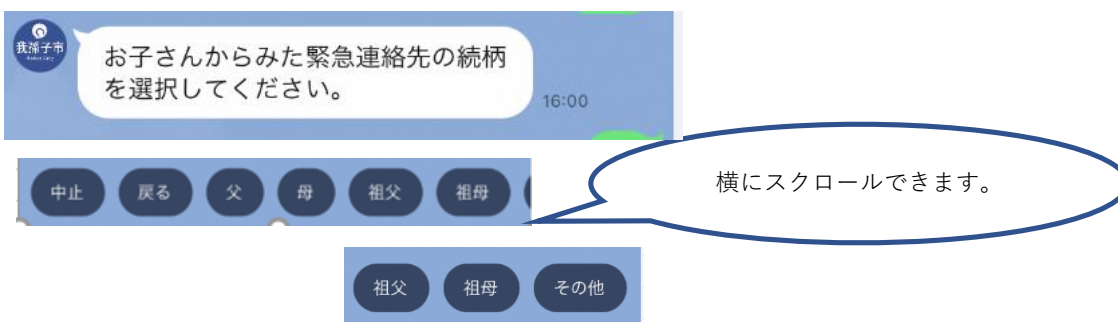 我孫子市
お子さんからみた緊急連絡先の続柄
を選択してください。
16:00
中止 戻る 父 母 祖父 祖母
横にスクロールできます。
祖父 祖母 その他